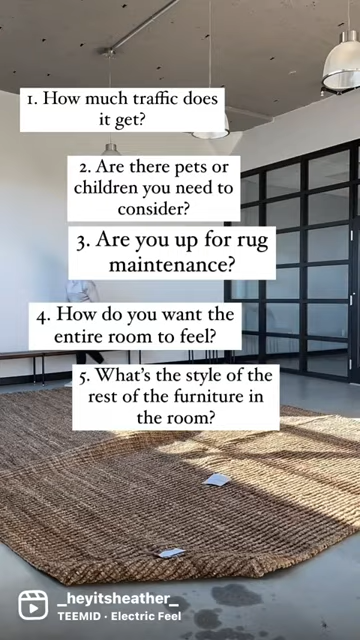 1. How much traffic does
it get?
2. Are there pets or
children you need to
consider?
3. Are you up for rug
maintenance?
4. How do you want the
entire room to feel?
5. What's the style of the
rest of the furniture in
the room?
_heyitsheather_
TEEMID · Electric Feel